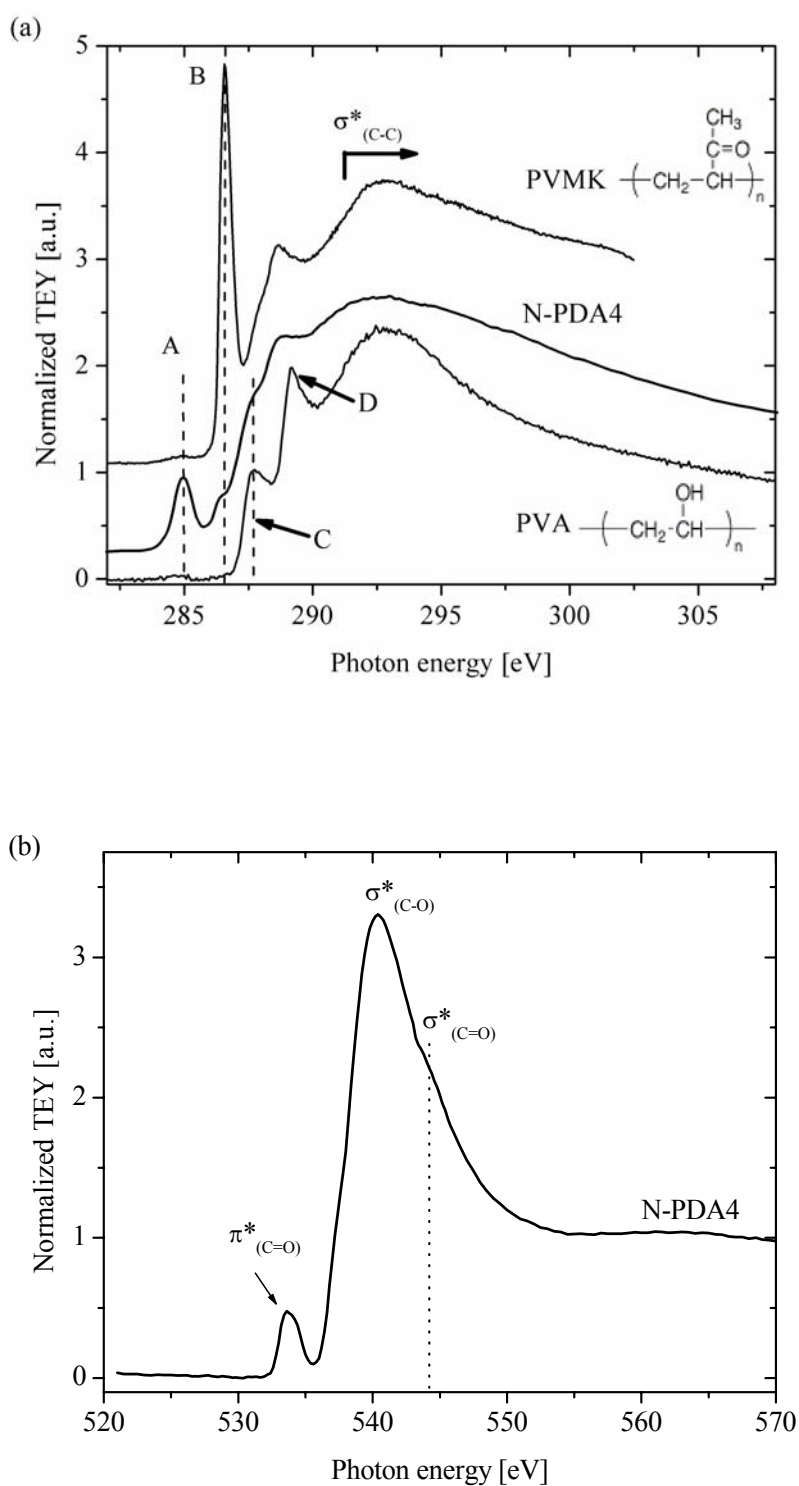 (a)
5
4
3
2
1
0
Normalized TEY [a.u.]
A
B
C
D
σ*(C-C)
PVMK
CH3
C=O
( CH2-CH )n
N-PDA4
PVA
OH
( CH2-CH )n
285 290 295 300 305
Photon energy [eV]
(b)
3
2
1
0
Normalized TEY [a.u.]
σ*(C-O)
σ*(C=O)
π*(C=O)
N-PDA4
520 530 540 550 560 570
Photon energy [eV]